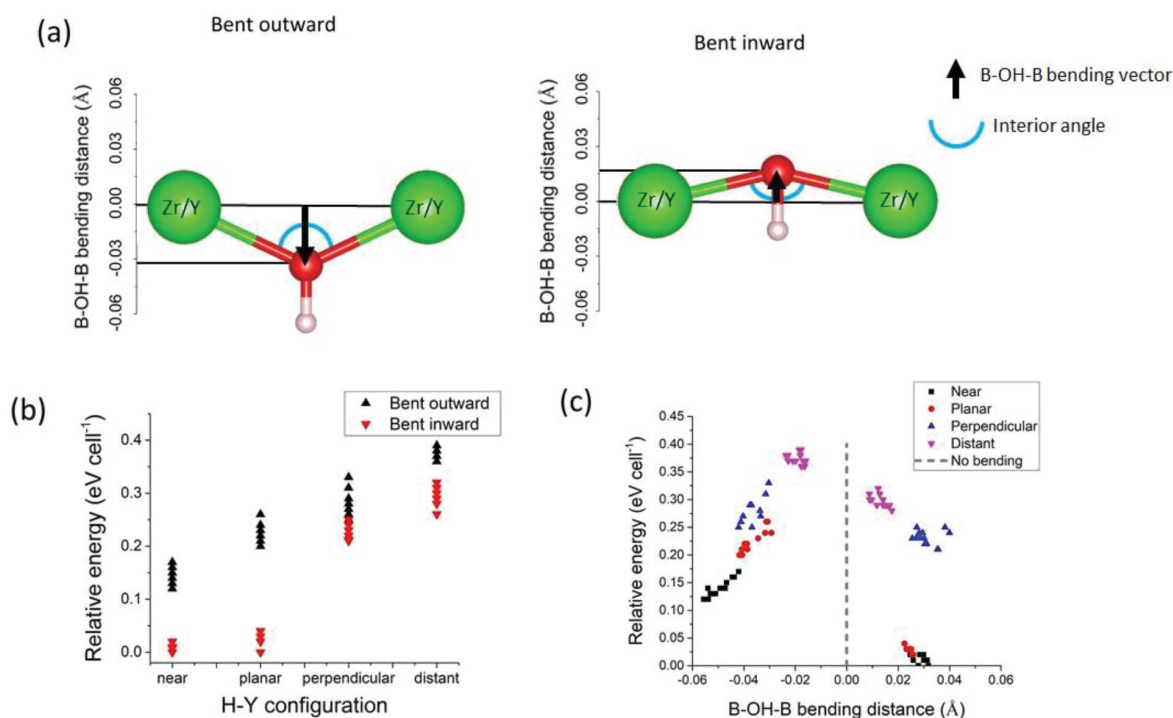 (a)
Bent outward
B-OH-B bending distance (Å)
0.06
0.03
0.00
-0.03
-0.06
Zr/Y
Zr/Y
Bent inward
B-OH-B bending distance (Å)
0.06
0.03
0.00
-0.03
-0.06
Zr/Y
Zr/Y
B-OH-B bending vector
Interior angle
(b)
Bent outward
Bent inward
Relative energy (eV cell⁻¹)
0.4
0.3
0.2
0.1
0.0
near
planar
perpendicular
distant
H-Y configuration
(c)
Near
Planar
Perpendicular
Distant
No bending
Relative energy (eV cell⁻¹)
0.45
0.40
0.35
0.30
0.25
0.20
0.15
0.10
0.05
0.00
-0.06
-0.04
-0.02
0.00
0.02
0.04
0.06
B-OH-B bending distance (Å)